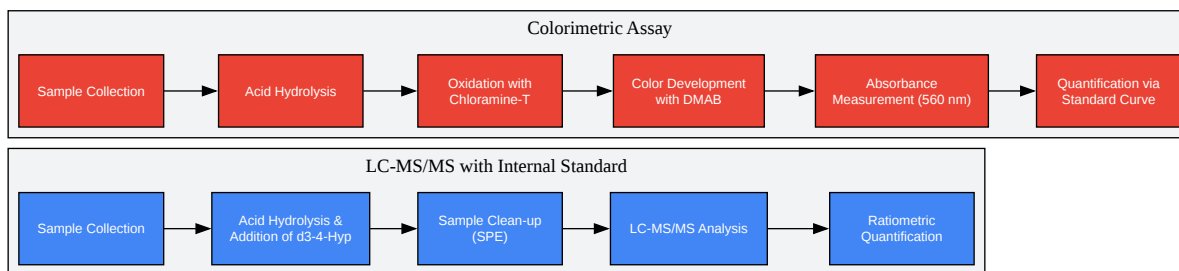 Colorimetric Assay
Sample Collection
Acid Hydrolysis
Oxidation with
Chloramine-T
Color Development
with DMAB
Absorbance
Measurement (560 nm)
Quantification via
Standard Curve
LC-MS/MS with Internal Standard
Sample Collection
Acid Hydrolysis &
Addition of d3-4-Hyp
Sample Clean-up
(SPE)
LC-MS/MS Analysis
Ratiometric
Quantification